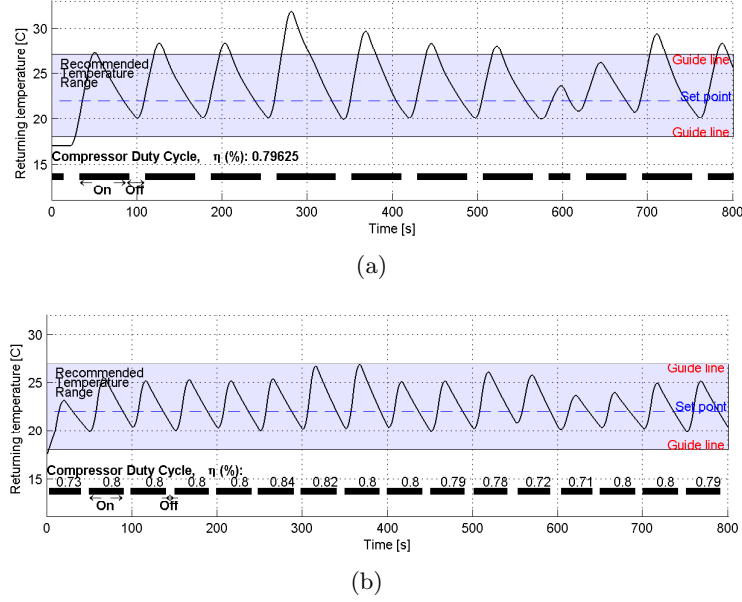 Returning temperature [C]
30
25
20
15
Recommended
Temperature
Range
Guide line
Set point
Guide line
Compressor Duty Cycle, η (%): 0.79625
On Off
0 100 200 300 400 500 600 700 800
Time [s]
(a)
Returning temperature [C]
30
25
20
15
Recommended
Temperature
Range
Guide line
Set point
Guide line
Compressor Duty Cycle, η (%):
0.73 0.8 0.8 0.8 0.8 0.84 0.82 0.8 0.8 0.79 0.78 0.72 0.71 0.8 0.8 0.79
On Off
0 100 200 300 400 500 600 700 800
Time [s]
(b)